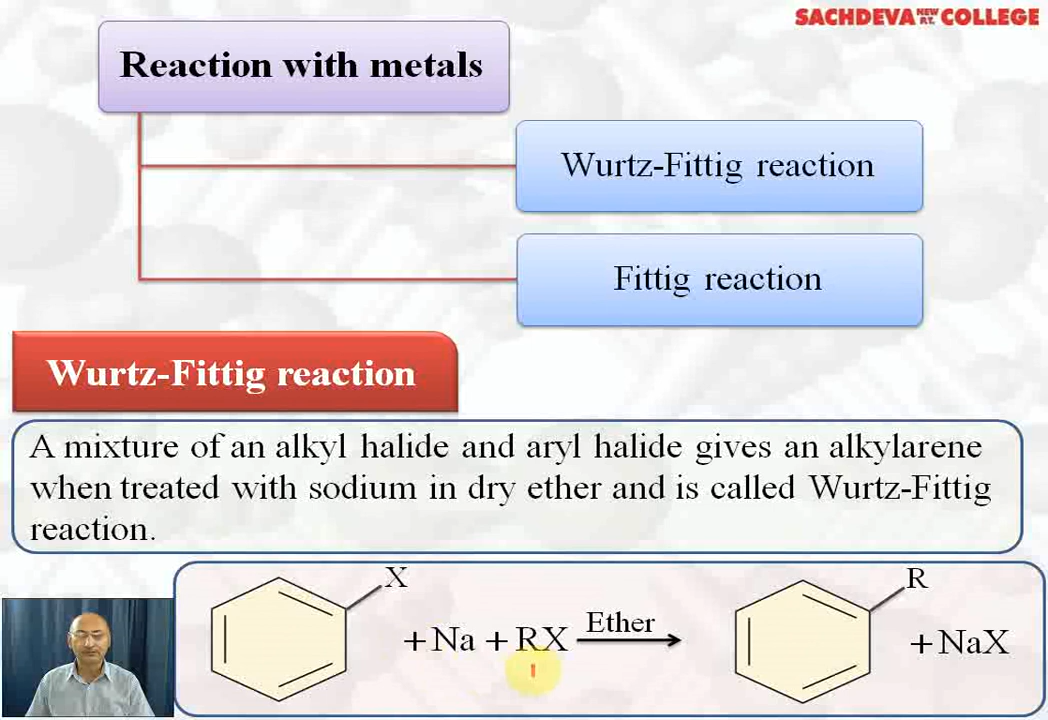 SACHDEVA NEW P.T. COLLEGE
Reaction with metals
Wurtz-Fittig reaction
Fittig reaction
Wurtz-Fittig reaction
A mixture of an alkyl halide and aryl halide gives an alkylarene
when treated with sodium in dry ether and is called Wurtz-Fittig
reaction.
X
R
+ Na + RX Ether + NaX